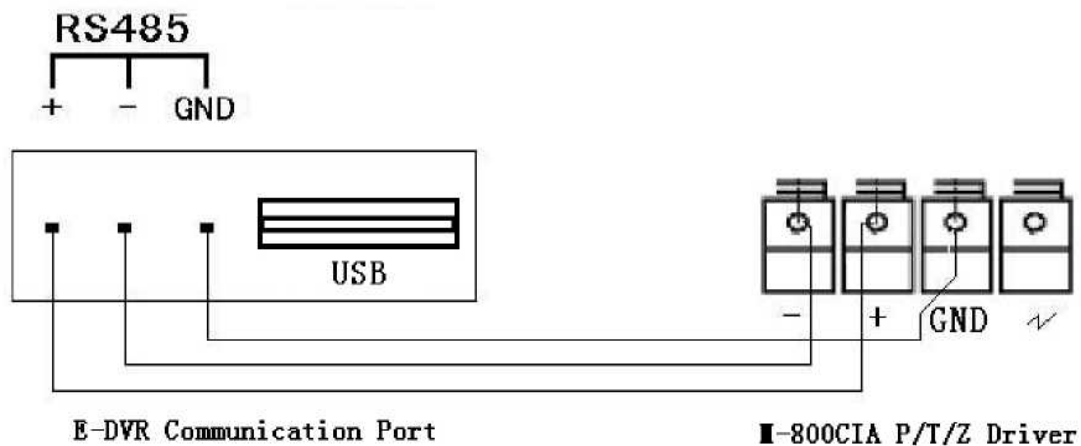 RS485
+ - GND
USB
- + GND
E-DVR Communication Port
M-800CIA P/T/Z Driver